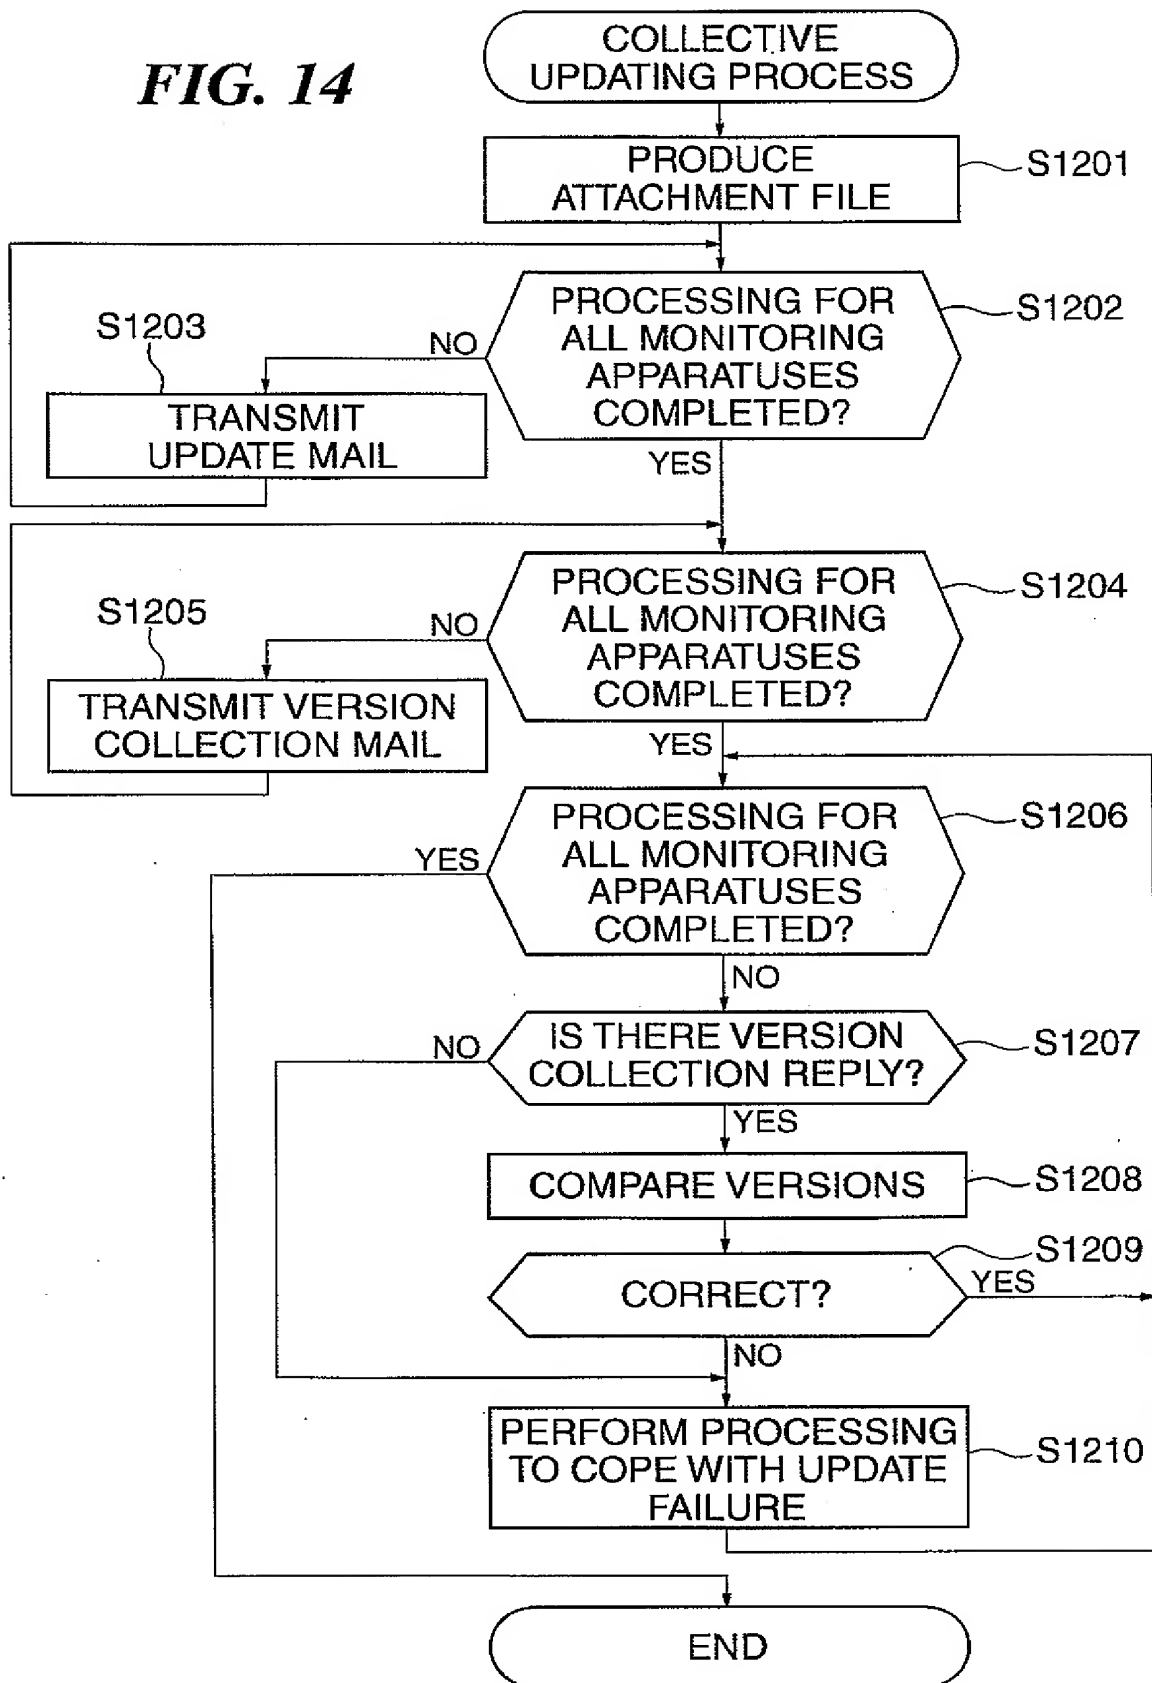 FIG. 14
COLLECTIVE
UPDATING PROCESS
PRODUCE
ATTACHMENT FILE
S1201
PROCESSING FOR
ALL MONITORING
APPARATUSES
COMPLETED?
S1202
NO
YES
S1203
TRANSMIT
UPDATE MAIL
PROCESSING FOR
ALL MONITORING
APPARATUSES
COMPLETED?
S1204
NO
YES
S1205
TRANSMIT VERSION
COLLECTION MAIL
PROCESSING FOR
ALL MONITORING
APPARATUSES
COMPLETED?
S1206
YES
NO
IS THERE VERSION
COLLECTION REPLY?
S1207
NO
YES
COMPARE VERSIONS
S1208
CORRECT?
S1209
YES
NO
PERFORM PROCESSING
TO COPE WITH UPDATE
FAILURE
S1210
END